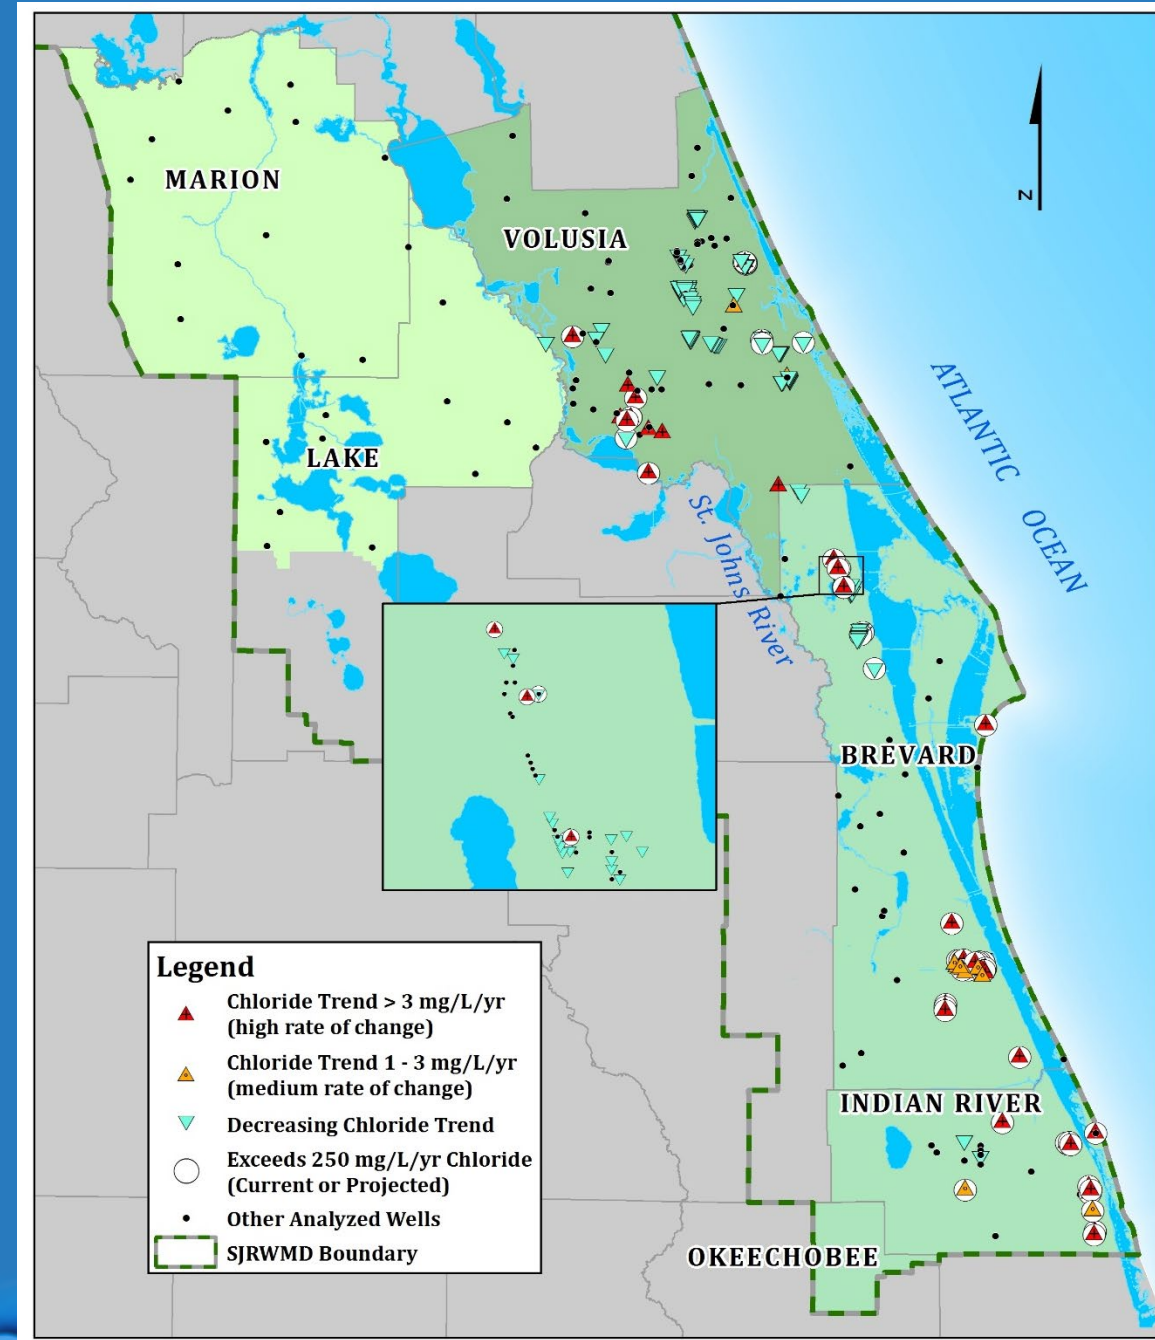 MARION
VOLUSIA
LAKE
ATLANTIC OCEAN
St. Johns River
BREVARD
INDIAN RIVER
OKEECHOBEE
N
Legend
Chloride Trend > 3 mg/L/yr
(high rate of change)
Chloride Trend 1 - 3 mg/L/yr
(medium rate of change)
Decreasing Chloride Trend
Exceeds 250 mg/L/yr Chloride
(Current or Projected)
Other Analyzed Wells
SJRWMD Boundary